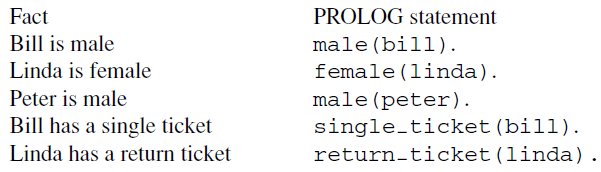 Fact PROLOG statement
Bill is male male(bill).
Linda is female female(linda).
Peter is male male(peter).
Bill has a single ticket single_ticket(bill).
Linda has a return ticket return_ticket(linda).